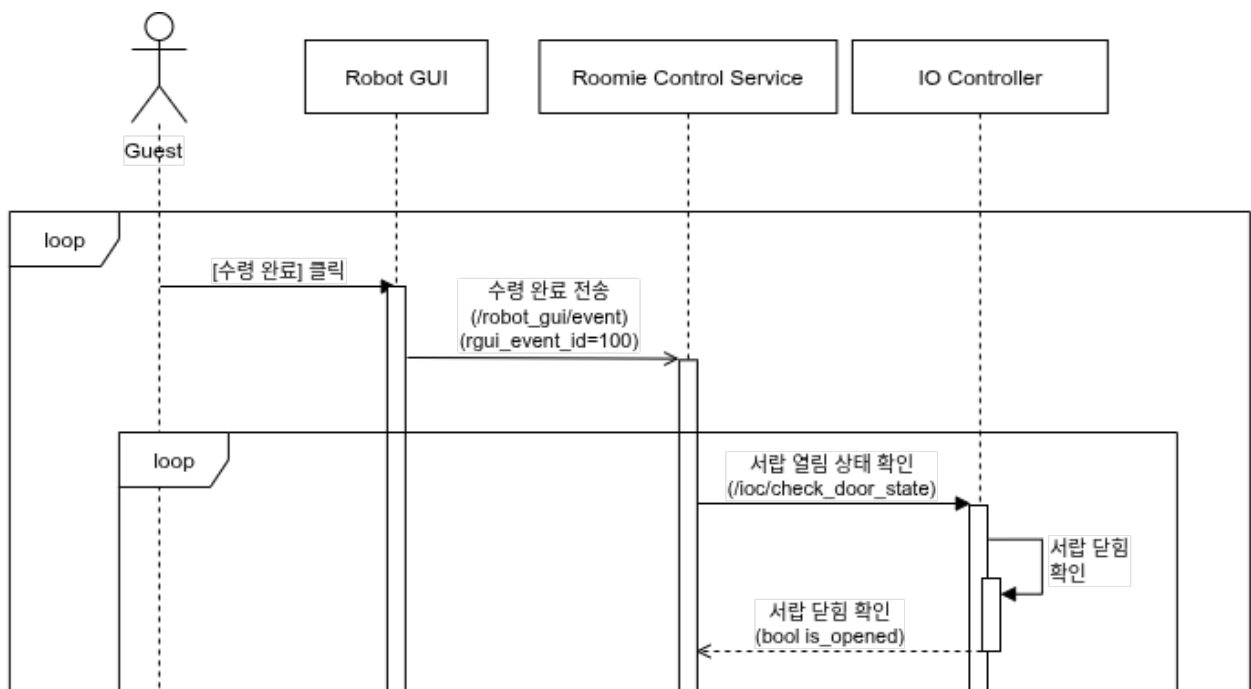 Robot GUI
Roomie Control Service
IO Controller
Guest
loop
[수령 완료] 클릭
수령 완료 전송
(/robot_gui/event)
(rgui_event_id=100)
loop
서랍 열림 상태 확인
(/ioc/check_door_state)
서랍 닫힘
확인
서랍 닫힘 확인
(bool is_opened)